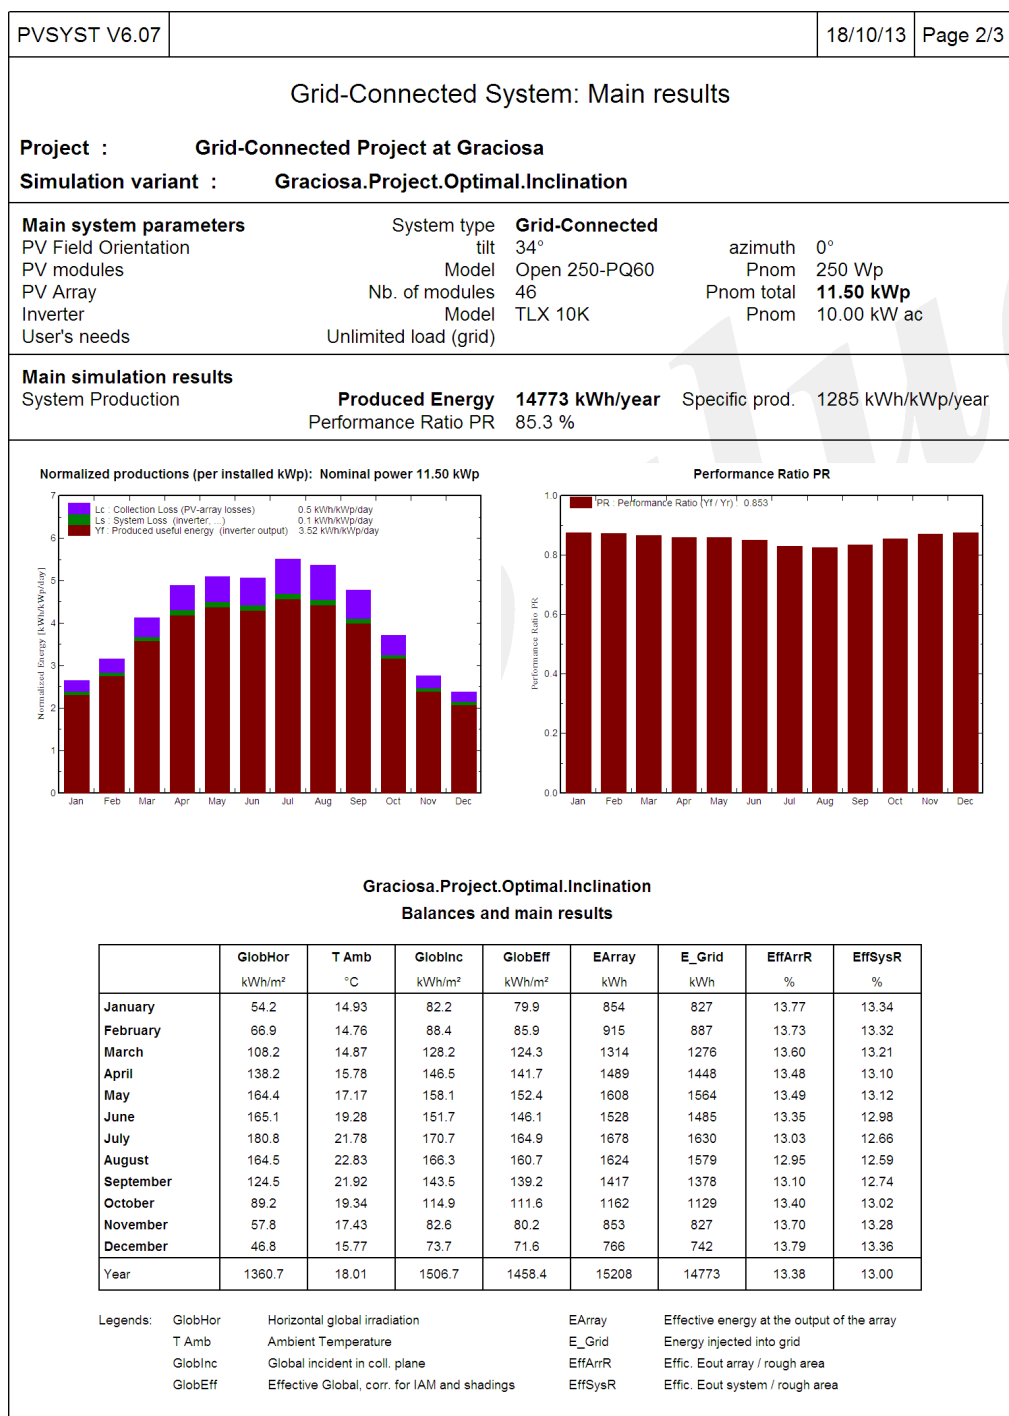 PVSYST V6.07 18/10/13 Page 2/3
Grid-Connected System: Main results
Project : Grid-Connected Project at Graciosa
Simulation variant : Graciosa.Project.Optimal.Inclination
Main system parameters System type Grid-Connected
PV Field Orientation tilt 34° azimuth 0°
PV modules Model Open 250-PQ60 Pnom 250 Wp
PV Array Nb. of modules 46 Pnom total 11.50 kWp
Inverter Model TLX 10K Pnom 10.00 kW ac
User's needs Unlimited load (grid)
Main simulation results
System Production Produced Energy 14773 kWh/year Specific prod. 1285 kWh/kWp/year
Performance Ratio PR 85.3 %
Normalized productions (per installed kWp): Nominal power 11.50 kWp
7
Lc : Collection Loss (PV-array losses) 0.5 kWh/kWp/day
Ls : System Loss (inverter, ...) 0.1 kWh/kWp/day
Yf : Produced useful energy (inverter output) 3.52 kWh/kWp/day
6
5
4
3
2
1
0
Normalized Energy [kWh/kWp/day]
Jan Feb Mar Apr May Jun Jul Aug Sep Oct Nov Dec
Performance Ratio PR
1.0
PR : Performance Ratio (Yf / Yr) : 0.853
0.8
0.6
0.4
0.2
0.0
Performance Ratio PR
Jan Feb Mar Apr May Jun Jul Aug Sep Oct Nov Dec
Graciosa.Project.Optimal.Inclination
Balances and main results
GlobHor T Amb GlobInc GlobEff EArray E_Grid EffArrR EffSysR
kWh/m² °C kWh/m² kWh/m² kWh kWh % %
January 54.2 14.93 82.2 79.9 854 827 13.77 13.34
February 66.9 14.76 88.4 85.9 915 887 13.73 13.32
March 108.2 14.87 128.2 124.3 1314 1276 13.60 13.21
April 138.2 15.78 146.5 141.7 1489 1448 13.48 13.10
May 164.4 17.17 158.1 152.4 1608 1564 13.49 13.12
June 165.1 19.28 151.7 146.1 1528 1485 13.35 12.98
July 180.8 21.78 170.7 164.9 1678 1630 13.03 12.66
August 164.5 22.83 166.3 160.7 1624 1579 12.95 12.59
September 124.5 21.92 143.5 139.2 1417 1378 13.10 12.74
October 89.2 19.34 114.9 111.6 1162 1129 13.40 13.02
November 57.8 17.43 82.6 80.2 853 827 13.70 13.28
December 46.8 15.77 73.7 71.6 766 742 13.79 13.36
Year 1360.7 18.01 1506.7 1458.4 15208 14773 13.38 13.00
Legends: GlobHor Horizontal global irradiation EArray Effective energy at the output of the array
T Amb Ambient Temperature E_Grid Energy injected into grid
GlobInc Global incident in coll. plane EffArrR Effic. Eout array / rough area
GlobEff Effective Global, corr. for IAM and shadings EffSysR Effic. Eout system / rough area